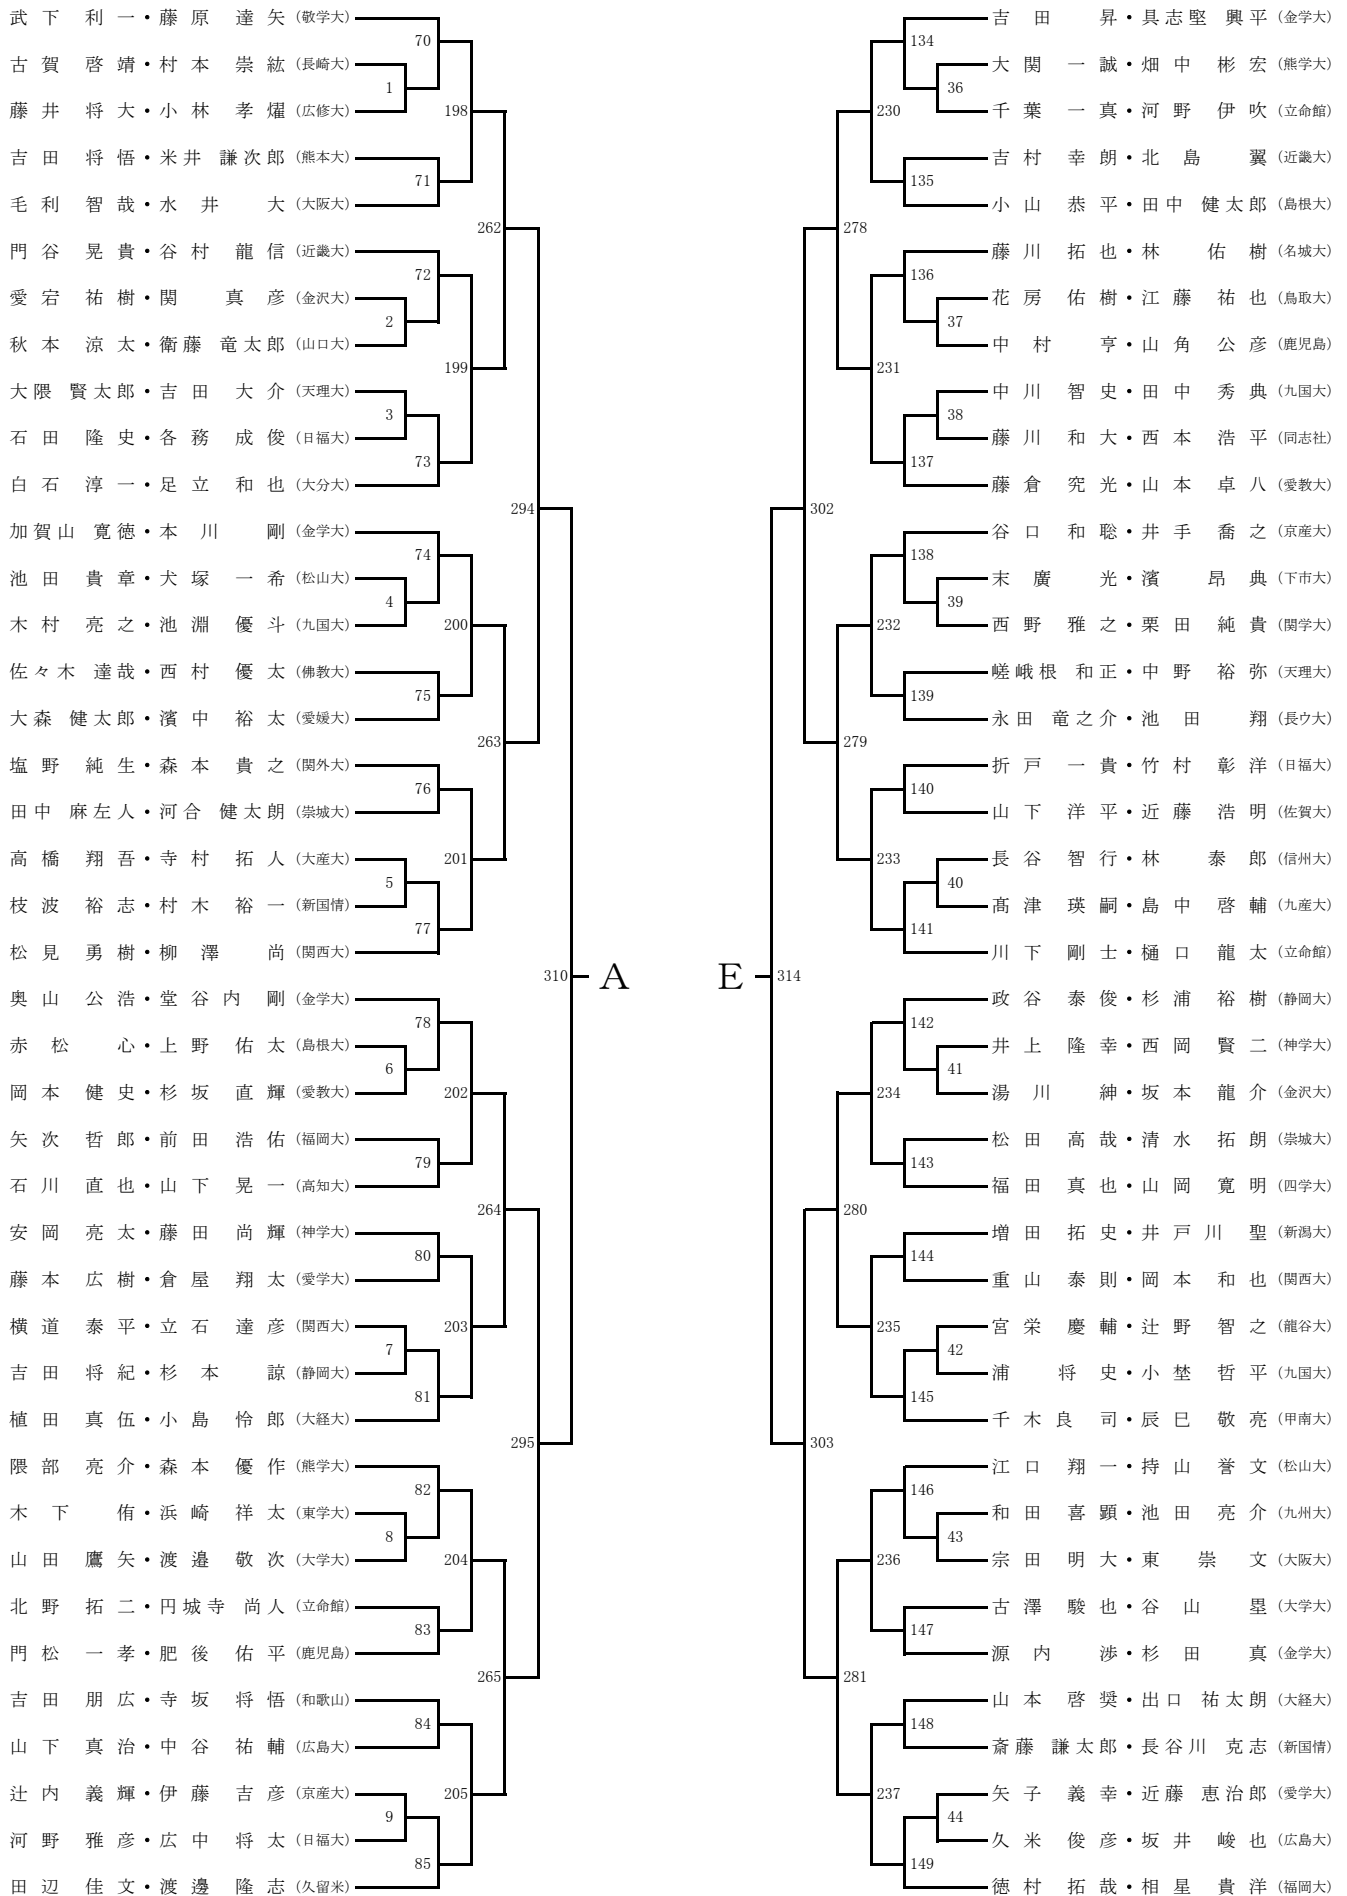 武下利一・藤原達矢 (敬学大)
70
古賀啓靖・村本崇紘 (長崎大)
1
藤井将大・小林孝燿 (広修大)
198
吉田将悟・米井謙次郎 (熊本大)
71
毛利智哉・水井大 (大阪大)
262
門谷晃貴・谷村龍信 (近畿大)
72
愛宕祐樹・関真彦 (金沢大)
2
秋本涼太・衛藤竜太郎 (山口大)
199
大隈賢太郎・吉田大介 (天理大)
3
石田隆史・各務成俊 (日福大)
73
白石淳一・足立和也 (大分大)
294
加賀山寛徳・本川剛 (金学大)
74
池田貴章・犬塚一希 (松山大)
4
木村亮之・池淵優斗 (九国大)
200
佐々木達哉・西村優太 (佛教大)
75
大森健太郎・濱中裕太 (愛媛大)
263
塩野純生・森本貴之 (関外大)
76
田中麻左人・河合健太朗 (崇城大)
高橋翔吾・寺村拓人 (大産大)
201
5
枝波裕志・村木裕一 (新国情)
77
松見勇樹・柳澤尚 (関西大)
310 A
奥山公浩・堂谷内剛 (金学大)
78
赤松心・上野佑太 (島根大)
6
岡本健史・杉坂直輝 (愛教大)
202
矢次哲郎・前田浩佑 (福岡大)
79
石川直也・山下晃一 (高知大)
264
安岡亮太・藤田尚輝 (神学大)
80
藤本広樹・倉屋翔太 (愛学大)
横道泰平・立石達彦 (関西大)
203
7
吉田将紀・杉本諒 (静岡大)
81
植田真伍・小島怜郎 (大経大)
295
隈部亮介・森本優作 (熊学大)
82
木下侑・浜崎祥太 (東学大)
8
山田鷹矢・渡邉敬次 (大学大)
204
北野拓二・円城寺尚人 (立命館)
83
門松一孝・肥後佑平 (鹿児島)
265
吉田朋広・寺坂将悟 (和歌山)
84
山下真治・中谷祐輔 (広島大)
辻内義輝・伊藤吉彦 (京産大)
205
9
河野雅彦・広中将太 (日福大)
85
田辺佳文・渡邊隆志 (久留米)
吉田昇・具志堅興平 (金学大)
134
大関一誠・畑中彬宏 (熊学大)
36
千葉一真・河野伊吹 (立命館)
230
吉村幸朗・北島翼 (近畿大)
135
小山恭平・田中健太郎 (島根大)
278
藤川拓也・林佑樹 (名城大)
136
花房佑樹・江藤祐也 (鳥取大)
37
中村亨・山角公彦 (鹿児島)
231
中川智史・田中秀典 (九国大)
38
藤川和大・西本浩平 (同志社)
137
藤倉究光・山本卓八 (愛教大)
302
谷口和聡・井手喬之 (京産大)
138
末廣光・濱昂典 (下市大)
39
西野雅之・栗田純貴 (関学大)
232
嵯峨根和正・中野裕弥 (天理大)
139
永田竜之介・池田翔 (長ウ大)
279
折戸一貴・竹村彰洋 (日福大)
140
山下洋平・近藤浩明 (佐賀大)
長谷智行・林泰郎 (信州大)
233
40
髙津瑛嗣・島中啓輔 (九産大)
141
川下剛士・樋口龍太 (立命館)
E 314
政谷泰俊・杉浦裕樹 (静岡大)
142
井上隆幸・西岡賢二 (神学大)
41
湯川紳・坂本龍介 (金沢大)
234
松田高哉・清水拓朗 (崇城大)
143
福田真也・山岡寛明 (四学大)
280
増田拓史・井戸川聖 (新潟大)
144
重山泰則・岡本和也 (関西大)
宮栄慶輔・辻野智之 (龍谷大)
235
42
浦将史・小埜哲平 (九国大)
145
千木良司・辰巳敬亮 (甲南大)
303
江口翔一・持山誉文 (松山大)
146
和田喜顕・池田亮介 (九州大)
43
宗田明大・東崇文 (大阪大)
236
古澤駿也・谷山塁 (大学大)
147
源内渉・杉田真 (金学大)
281
山本啓奨・出口祐太朗 (大経大)
148
斎藤謙太郎・長谷川克志 (新国情)
矢子義幸・近藤恵治郎 (愛学大)
237
44
久米俊彦・坂井峻也 (広島大)
149
徳村拓哉・相星貴洋 (福岡大)